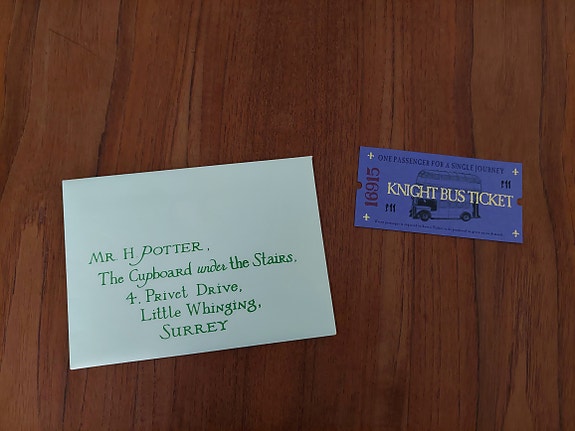 MR H POTTER,
The Cupboard under the Stairs,
4. Privet Drive,
Little Whinging,
SURREY
ONE PASSENGER FOR A SINGLE JOURNEY
16915
KNIGHT BUS TICKET